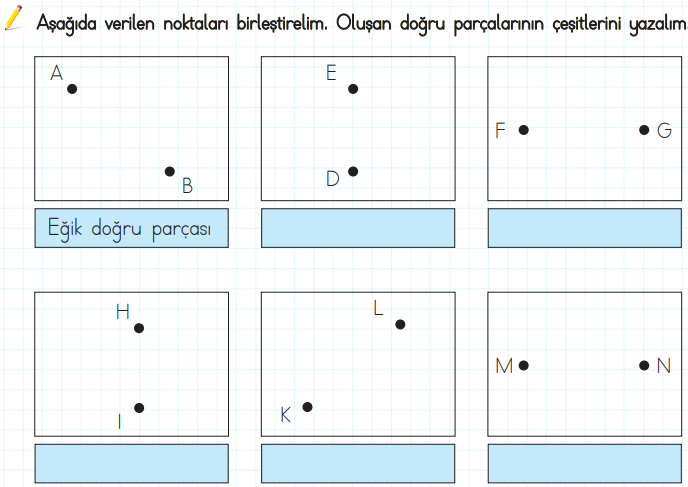 Aşağıda verilen noktaları birleştirelim. Oluşan doğru parçalarının çeşitlerini yazalım.
A
B
E
D
F
G
Eğik doğru parçası
H
I
L
K
M
N